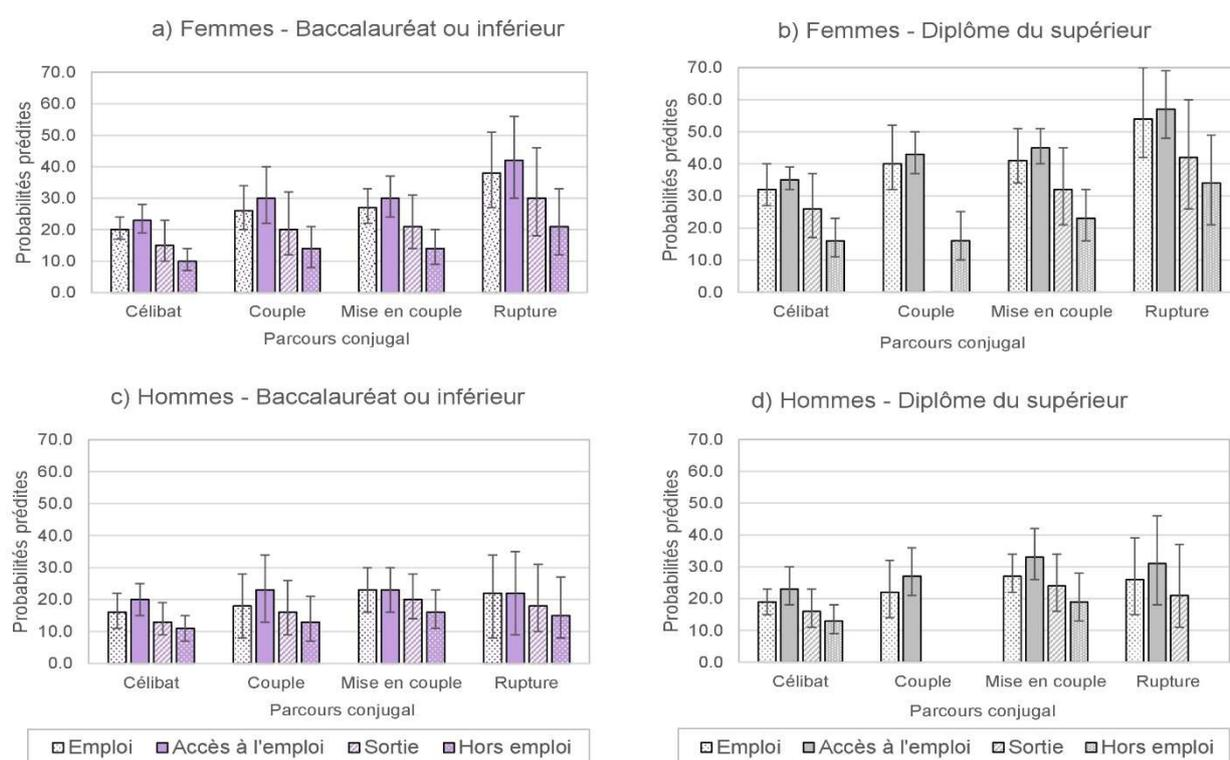 a) Femmes - Baccalauréat ou inférieur
Probabilités prédites
70.0
60.0
50.0
40.0
30.0
20.0
10.0
0.0
Célibat Couple Mise en couple Rupture
Parcours conjugal
b) Femmes - Diplôme du supérieur
Probabilités prédites
70.0
60.0
50.0
40.0
30.0
20.0
10.0
0.0
Célibat Couple Mise en couple Rupture
Parcours conjugal
c) Hommes - Baccalauréat ou inférieur
Probabilités prédites
70.0
60.0
50.0
40.0
30.0
20.0
10.0
0.0
Célibat Couple Mise en couple Rupture
Parcours conjugal
Emploi Accès à l'emploi Sortie Hors emploi
d) Hommes - Diplôme du supérieur
Probabilités prédites
70.0
60.0
50.0
40.0
30.0
20.0
10.0
0.0
Célibat Couple Mise en couple Rupture
Parcours conjugal
Emploi Accès à l'emploi Sortie Hors emploi